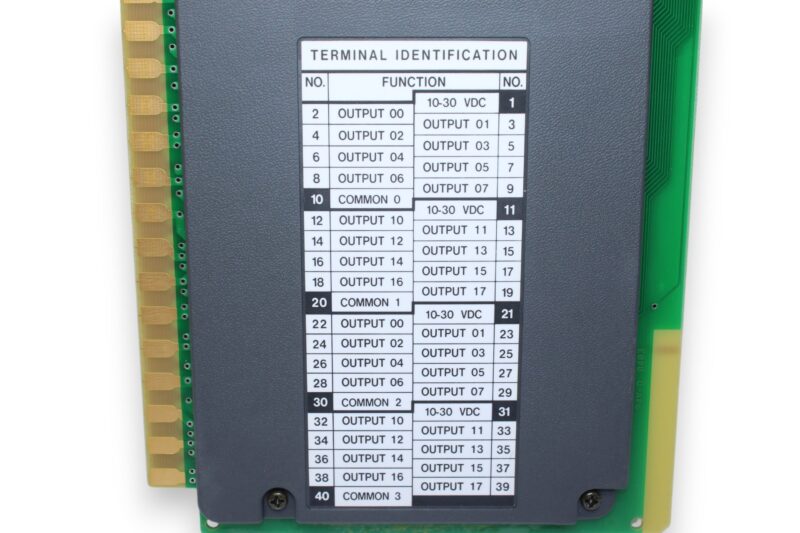 TERMINAL IDENTIFICATION
NO. FUNCTION NO.
10-30 VDC 1
2 OUTPUT 00
OUTPUT 01 3
4 OUTPUT 02
OUTPUT 03 5
6 OUTPUT 04
OUTPUT 05 7
8 OUTPUT 06
OUTPUT 07 9
10 COMMON 0
10-30 VDC 11
12 OUTPUT 10
OUTPUT 11 13
14 OUTPUT 12
OUTPUT 13 15
16 OUTPUT 14
OUTPUT 15 17
18 OUTPUT 16
OUTPUT 17 19
20 COMMON 1
10-30 VDC 21
22 OUTPUT 00
OUTPUT 01 23
24 OUTPUT 02
OUTPUT 03 25
26 OUTPUT 04
OUTPUT 05 27
28 OUTPUT 06
OUTPUT 07 29
30 COMMON 2
10-30 VDC 31
32 OUTPUT 10
OUTPUT 11 33
34 OUTPUT 12
OUTPUT 13 35
36 OUTPUT 14
OUTPUT 15 37
38 OUTPUT 16
OUTPUT 17 39
40 COMMON 3